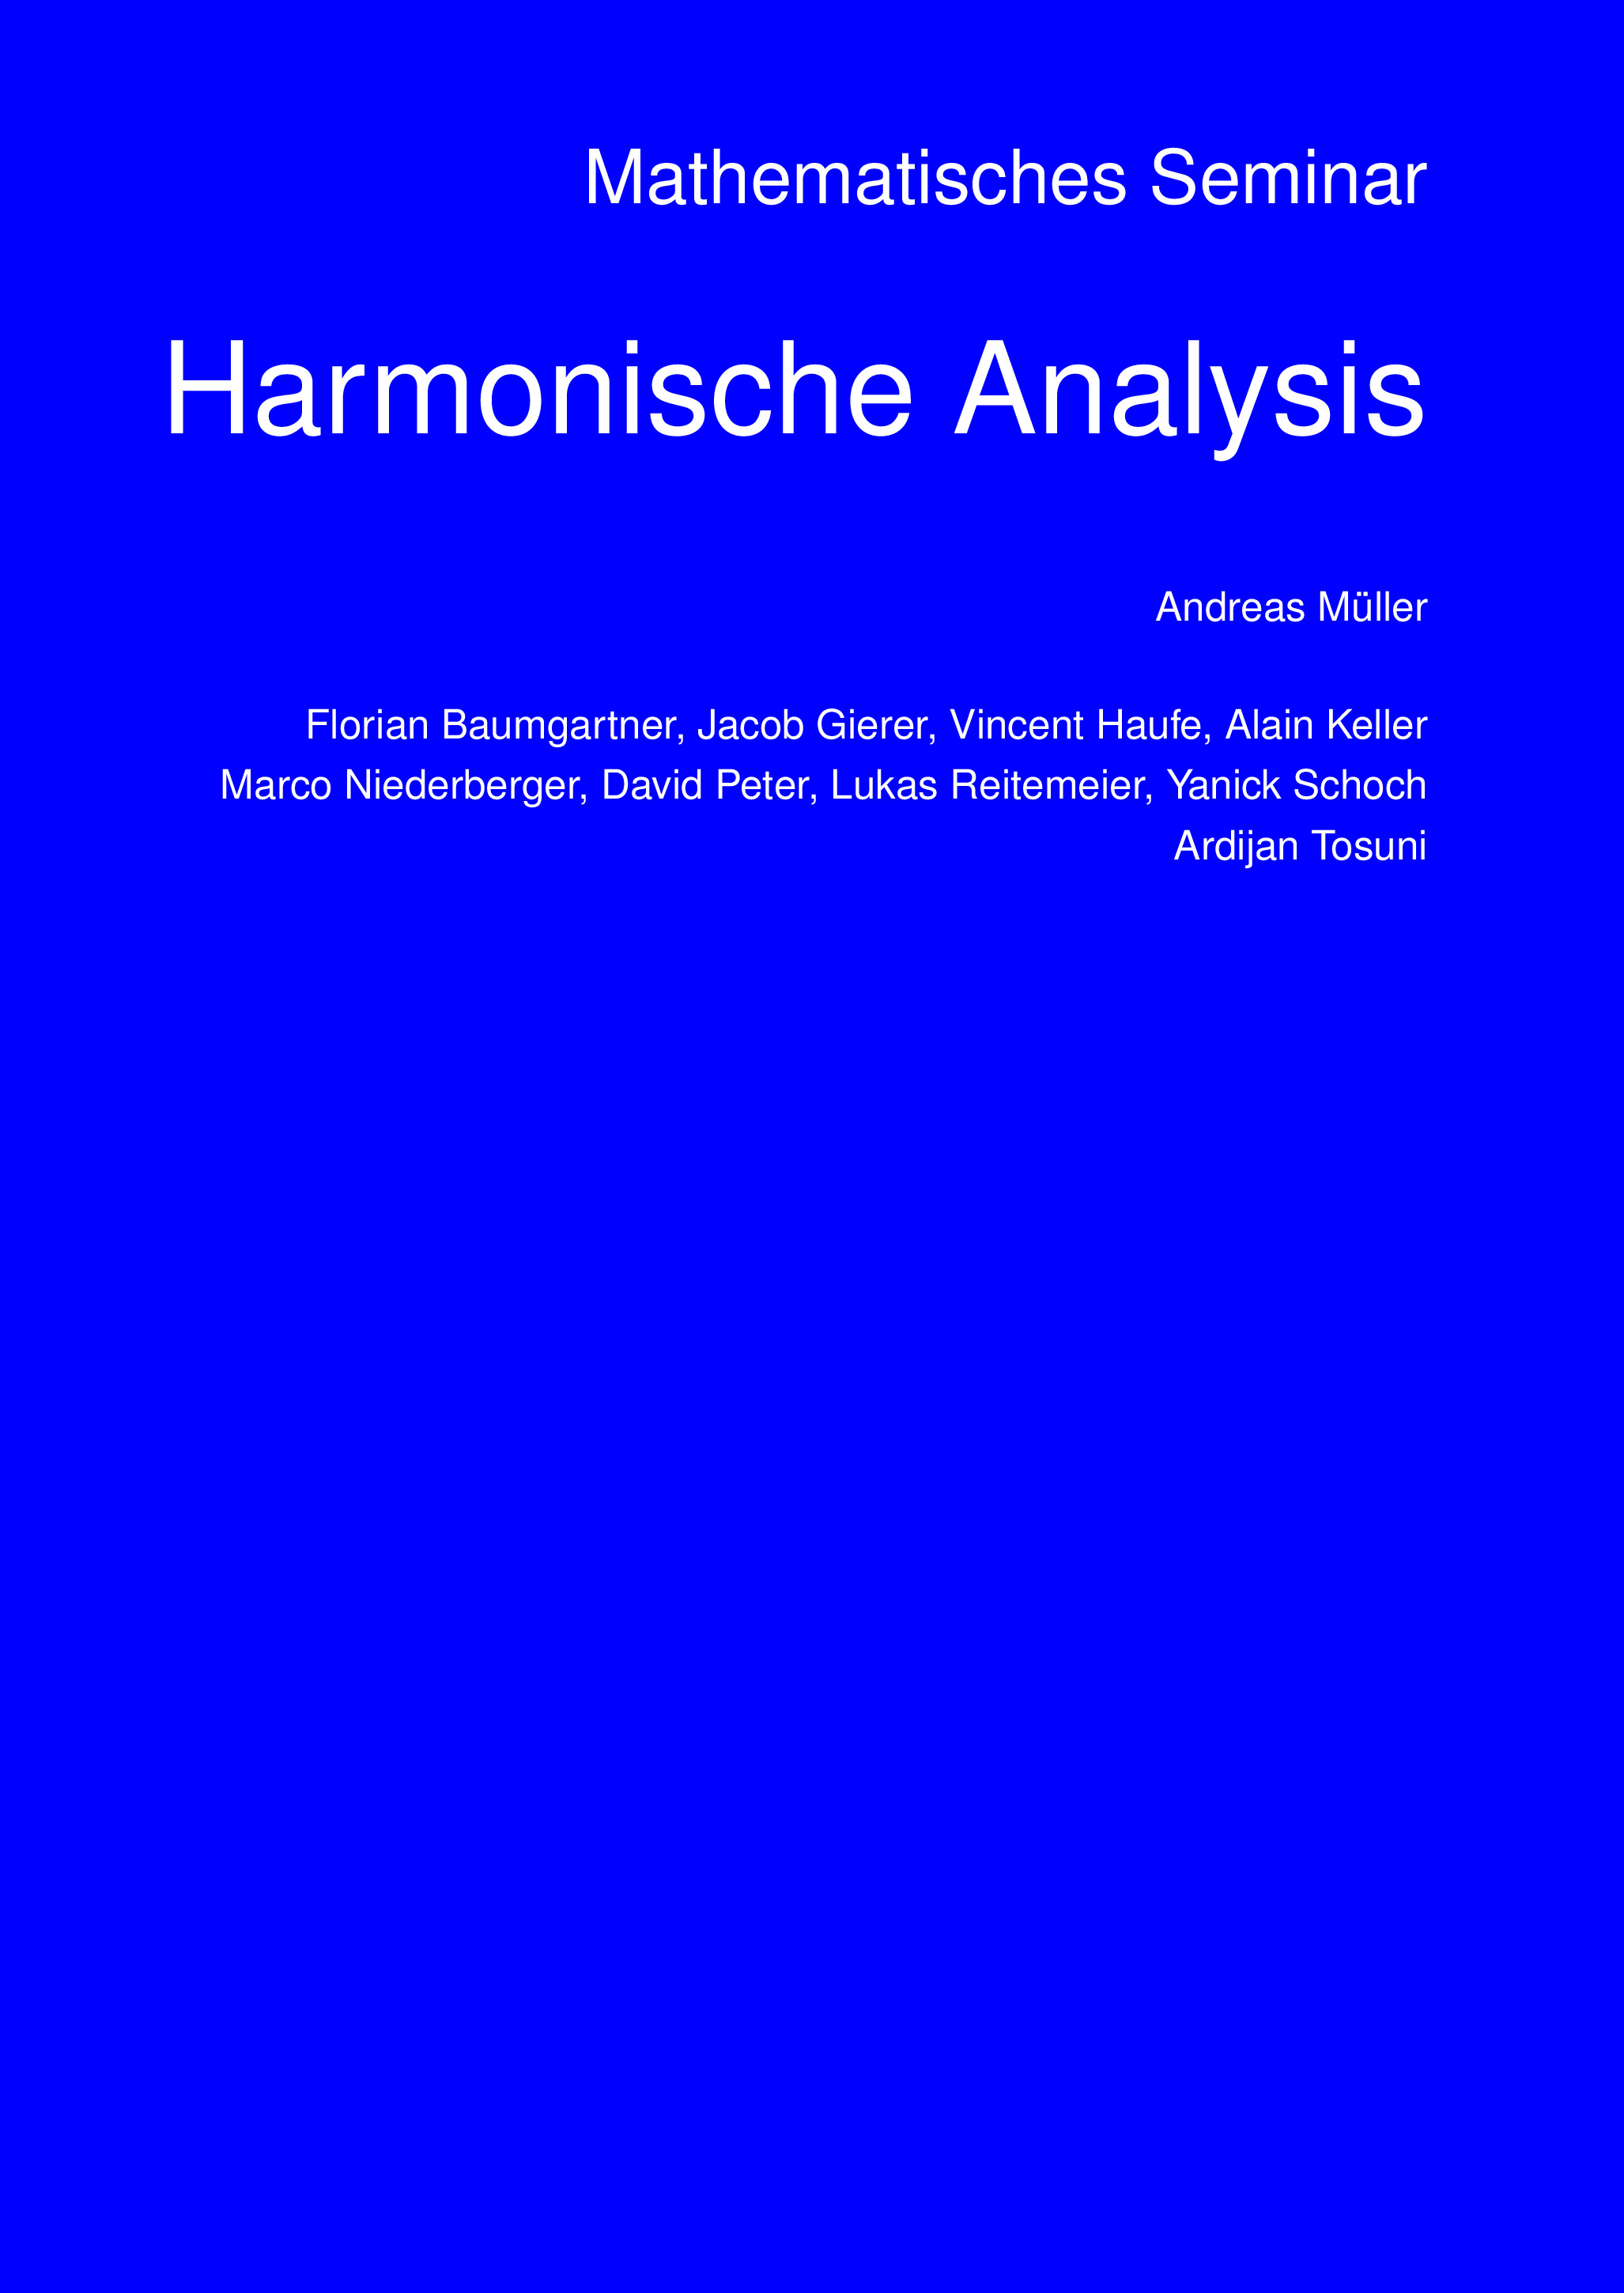 Mathematisches Seminar
Harmonische Analysis
Andreas Müller
Florian Baumgartner, Jacob Gierer, Vincent Haufe, Alain Keller
Marco Niederberger, David Peter, Lukas Reitemeier, Yanick Schoch
Ardijan Tosuni